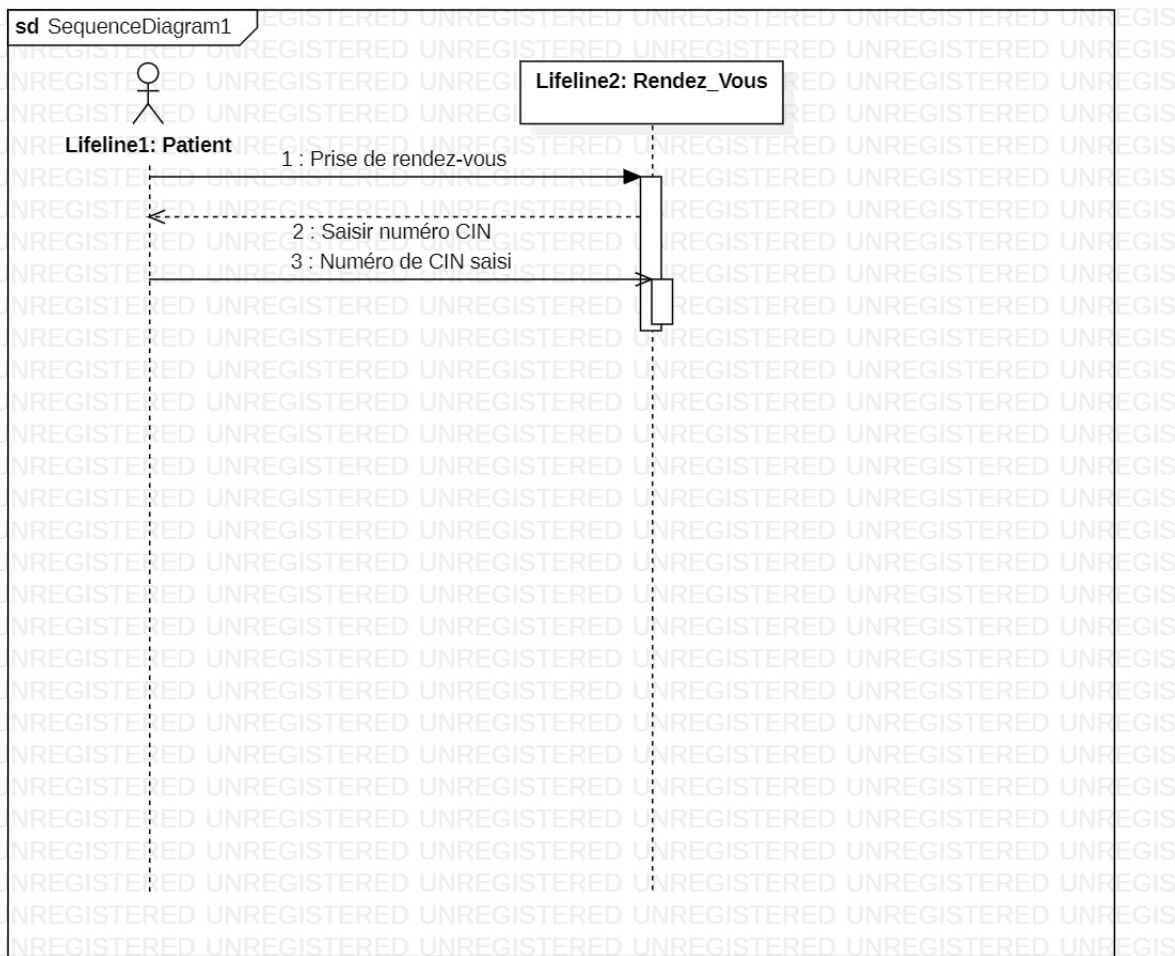 sd SequenceDiagram1
Lifeline2: Rendez_Vous
Lifeline1: Patient
1 : Prise de rendez-vous
2 : Saisir numéro CIN
3 : Numéro de CIN saisi
UNREGISTERED